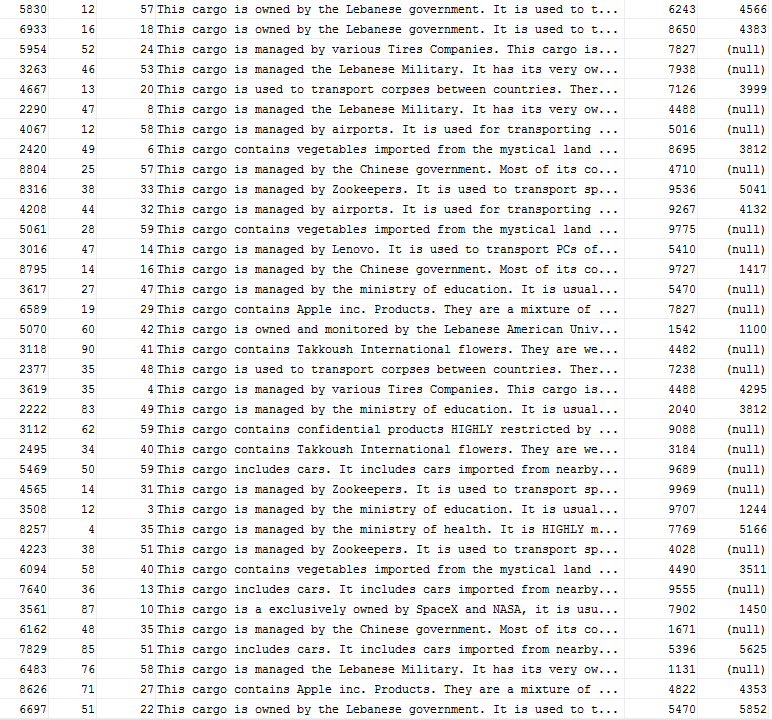 5830 12 57 This cargo is owned by the Lebanese government. It is used to t... 6243 4566
6933 16 18 This cargo is owned by the Lebanese government. It is used to t... 8650 4383
5954 52 24 This cargo is managed by various Tires Companies. This cargo is... 7827 (null)
3263 46 53 This cargo is managed the Lebanese Military. It has its very ow... 7938 (null)
4667 13 20 This cargo is used to transport corpses between countries. Ther... 7126 3999
2290 47 8 This cargo is managed the Lebanese Military. It has its very ow... 4488 (null)
4067 12 58 This cargo is managed by airports. It is used for transporting ... 5016 (null)
2420 49 6 This cargo contains vegetables imported from the mystical land ... 8695 3812
8804 25 57 This cargo is managed by the Chinese government. Most of its co... 4710 (null)
8316 38 33 This cargo is managed by Zookeepers. It is used to transport sp... 9536 5041
4208 44 32 This cargo is managed by airports. It is used for transporting ... 9267 4132
5061 28 59 This cargo contains vegetables imported from the mystical land ... 9775 (null)
3016 47 14 This cargo is managed by Lenovo. It is used to transport PCs of... 5410 (null)
8795 14 16 This cargo is managed by the Chinese government. Most of its co... 9727 1417
3617 27 47 This cargo is managed by the ministry of education. It is usual... 5470 (null)
6589 19 29 This cargo contains Apple inc. Products. They are a mixture of ... 7827 (null)
5070 60 42 This cargo is owned and monitored by the Lebanese American Univ... 1542 1100
3118 90 41 This cargo contains Takkoush International flowers. They are we... 4482 (null)
2377 35 48 This cargo is used to transport corpses between countries. Ther... 7238 (null)
3619 35 4 This cargo is managed by various Tires Companies. This cargo is... 4488 4295
2222 83 49 This cargo is managed by the ministry of education. It is usual... 2040 3812
3112 62 59 This cargo contains confidential products HIGHLY restricted by ... 9088 (null)
2495 34 40 This cargo contains Takkoush International flowers. They are we... 3184 (null)
5469 50 59 This cargo includes cars. It includes cars imported from nearby... 9689 (null)
4565 14 31 This cargo is managed by Zookeepers. It is used to transport sp... 9969 (null)
3508 12 3 This cargo is managed by the ministry of education. It is usual... 9707 1244
8257 4 35 This cargo is managed by the ministry of health. It is HIGHLY m... 7769 5166
4223 38 51 This cargo is managed by Zookeepers. It is used to transport sp... 4028 (null)
6094 58 40 This cargo contains vegetables imported from the mystical land ... 4490 3511
7640 36 13 This cargo includes cars. It includes cars imported from nearby... 9555 (null)
3561 87 10 This cargo is a exclusively owned by SpaceX and NASA, it is usu... 7902 1450
6162 48 35 This cargo is managed by the Chinese government. Most of its co... 1671 (null)
7829 85 51 This cargo includes cars. It includes cars imported from nearby... 5396 5625
6483 76 58 This cargo is managed the Lebanese Military. It has its very ow... 1131 (null)
8626 71 27 This cargo contains Apple inc. Products. They are a mixture of ... 4822 4353
6697 51 22 This cargo is owned by the Lebanese government. It is used to t... 5470 5852